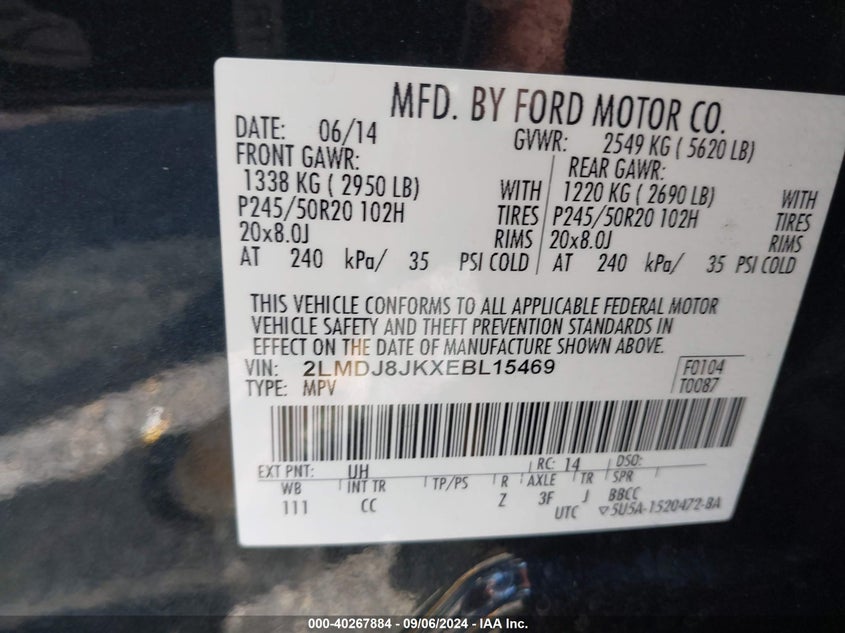 MFD. BY FORD MOTOR CO.
DATE: 06/14 GVWR: 2549 KG ( 5620 LB)
FRONT GAWR: REAR GAWR:
1338 KG ( 2950 LB) WITH 1220 KG ( 2690 LB) WITH
P245/50R20 102H TIRES P245/50R20 102H TIRES
20x8.0J RIMS 20x8.0J RIMS
AT 240 kPa/ 35 PSI COLD AT 240 kPa/ 35 PSI COLD
THIS VEHICLE CONFORMS TO ALL APPLICABLE FEDERAL MOTOR
VEHICLE SAFETY AND THEFT PREVENTION STANDARDS IN
EFFECT ON THE DATE OF MANUFACTURE SHOWN ABOVE.
VIN: 2LMDJ8JKXEBL15469 F0104
TYPE: MPV T0087
EXT PNT: UH RC: 14 DSO:
WB INT TR TP/PS R AXLE TR SPR
111 CC Z 3F J BBCC
UTC ▽5U5A-1520472-BA
000-40267884 - 09/06/2024 - IAA Inc.